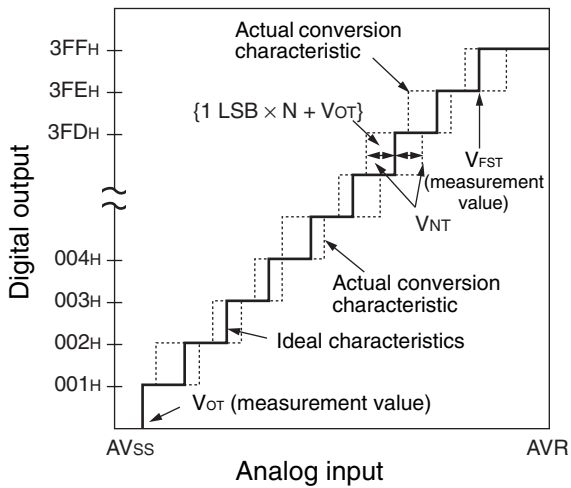 3FFH
3FEH
3FDH
004H
003H
002H
001H
Digital output
Actual conversion
characteristic
{1 LSB × N + VOT}
VFST
(measurement
value)
VNT
Actual conversion
characteristic
Ideal characteristics
VOT (measurement value)
AVSS
AVR
Analog input